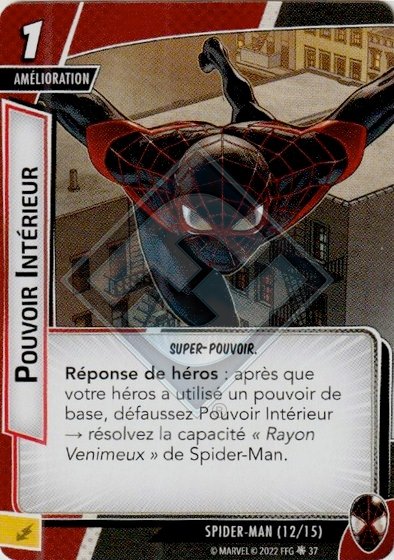 1
AMÉLIORATION
POUVOIR INTÉRIEUR
SUPER-POUVOIR.
Réponse de héros : après que
votre héros a utilisé un pouvoir de
base, défaussez Pouvoir Intérieur
→ résolvez la capacité « Rayon
Venimeux » de Spider-Man.
SPIDER-MAN (12/15)
© MARVEL © 2022 FFG 37